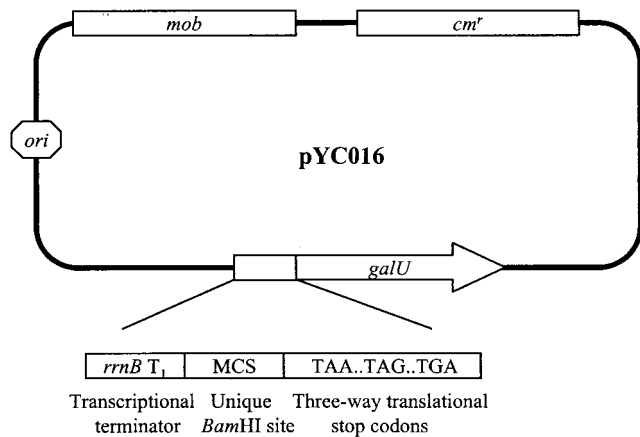 mob
cmʳ
ori
pYC016
galU
rrnB T₁ MCS TAA..TAG..TGA
Transcriptional Unique Three-way translational
terminator BamHI site stop codons